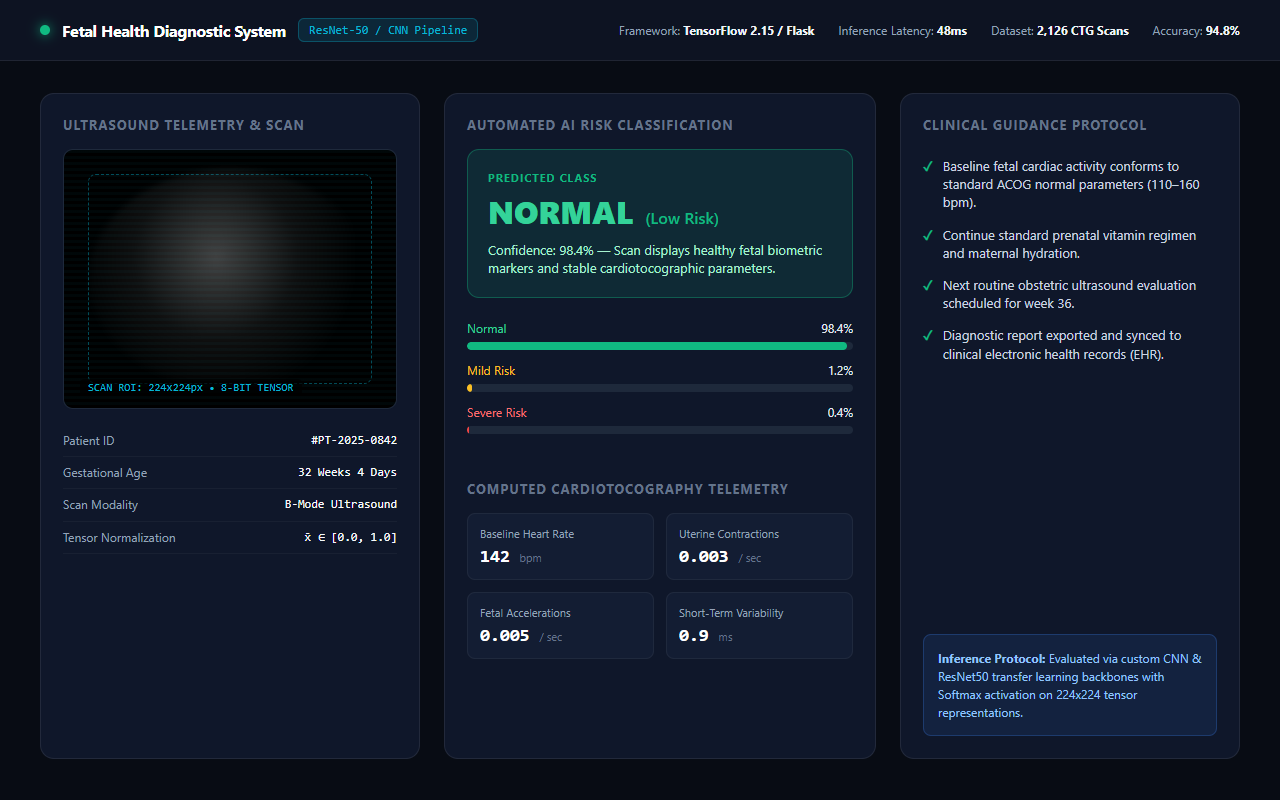 Fetal Health Diagnostic System
ResNet-50 / CNN Pipeline
Framework: TensorFlow 2.15 / Flask
Inference Latency: 48ms
Dataset: 2,126 CTG Scans
Accuracy: 94.8%
ULTRASOUND TELEMETRY & SCAN
SCAN ROI: 224x224px • 8-BIT TENSOR
Patient ID #PT-2025-0842
Gestational Age 32 Weeks 4 Days
Scan Modality B-Mode Ultrasound
Tensor Normalization x̄ ∈ [0.0, 1.0]
AUTOMATED AI RISK CLASSIFICATION
PREDICTED CLASS
NORMAL (Low Risk)
Confidence: 98.4% — Scan displays healthy fetal biometric
markers and stable cardiotocographic parameters.
Normal 98.4%
Mild Risk 1.2%
Severe Risk 0.4%
COMPUTED CARDIOTOCOGRAPHY TELEMETRY
Baseline Heart Rate
142 bpm
Uterine Contractions
0.003 / sec
Fetal Accelerations
0.005 / sec
Short-Term Variability
0.9 ms
CLINICAL GUIDANCE PROTOCOL
✓ Baseline fetal cardiac activity conforms to
standard ACOG normal parameters (110–160
bpm).
✓ Continue standard prenatal vitamin regimen
and maternal hydration.
✓ Next routine obstetric ultrasound evaluation
scheduled for week 36.
✓ Diagnostic report exported and synced to
clinical electronic health records (EHR).
Inference Protocol: Evaluated via custom CNN &
ResNet50 transfer learning backbones with
Softmax activation on 224x224 tensor
representations.